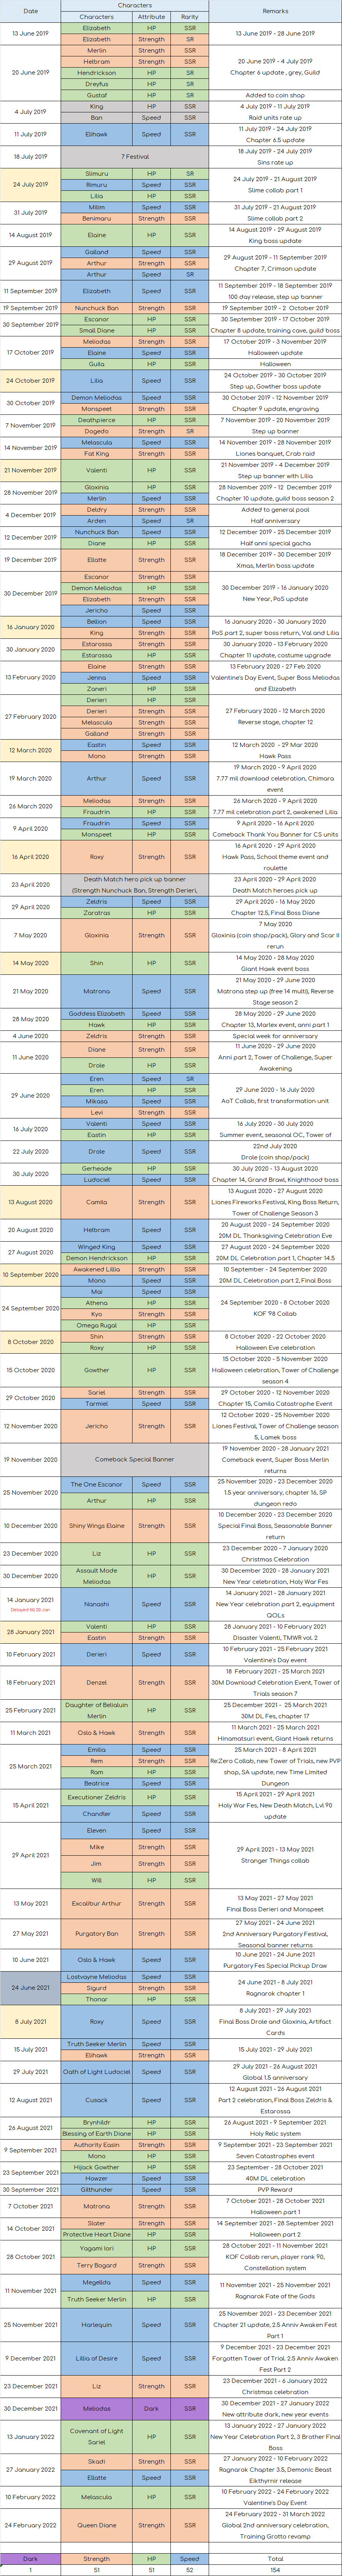 Date Characters Remarks
Characters Attribute Rarity
13 June 2019 Elizabeth HP SSR 13 June 2019 - 28 June 2019
Elizabeth Strength SR
20 June 2019 Merlin Strength SSR 20 June 2019 - 4 July 2019
Helbram Strength SSR Chapter 6 update , grey, Guild
Hendrickson HP SR
Dreyfus HP SR
Gustaf HP SR Added to coin shop
4 July 2019 King HP SSR 4 July 2019 - 11 July 2019
Ban Speed SSR Raid units rate up
11 July 2019 Elihawk Speed SSR 11 July 2019 - 24 July 2019
Chapter 6.5 update
18 July 2019 7 Festival 18 July 2019 - 24 July 2019
Sins rate up
24 July 2019 Slimuru HP SR 24 July 2019 - 21 August 2019
Rimuru Speed SSR Slime collab part 1
Lilia HP SSR
31 July 2019 Milim Speed SSR 31 July 2019 - 21 August 2019
Benimaru Strength SSR Slime collab part 2
14 August 2019 Elaine HP SSR 14 August 2019 - 29 August 2019
King boss update
29 August 2019 Galland Speed SSR 29 August 2019 - 11 September 2019
Arthur Strength SSR Chapter 7, Crimson update
Arthur Speed SR
11 September 2019 Elizabeth Speed SSR 11 September 2019 - 18 September 2019
100 day release, step up banner
19 September 2019 Nunchuck Ban Strength SSR 19 September 2019 - 2 October 2019
30 September 2019 Escanor HP SSR 30 September 2019 - 17 October 2019
Small Diane HP SSR Chapter 8 update, training cave, guild boss
17 October 2019 Meliodas Strength SSR 17 October 2019 - 3 November 2019
Elaine Speed SSR Halloween update
Guila HP SSR Halloween
24 October 2019 Lilia Speed SSR 24 October 2019 - 30 October 2019
Step up, Gowther boss update
30 October 2019 Demon Meliodas Speed SSR 30 October 2019 - 12 November 2019
Monspeet Strength SSR Chapter 9 update, engraving
7 November 2019 Deathpierce HP SSR 7 November 2019 - 20 November 2019
Dogedo Strength SR Step up banner
14 November 2019 Melascula Speed SSR 14 November 2019 - 28 November 2019
Fat King Strength SSR Liones banquet, Crab raid
21 November 2019 Valenti HP SSR 21 November 2019 - 4 December 2019
Step up banner with Lilia
28 November 2019 Gloxinia HP SSR 28 November 2019 - 12 December 2019
Merlin Speed SSR Chapter 10 update, guild boss season 2
4 December 2019 Deldry Strength SSR Added to general pool
Arden Speed SR Half anniversary
12 December 2019 Nunchuck Ban Speed SSR 12 December 2019 - 25 December 2019
Diane HP SSR Half anni special gacha
19 December 2019 Ellatte Strength SSR 18 December 2019 - 30 December 2019
Xmas, Merlin boss update
30 December 2019 Escanor Strength SSR 30 December 2019 - 16 January 2020
Demon Meliodas HP SSR New Year, PoS update
Elizabeth Strength SSR
Jericho Speed SSR
16 January 2020 Bellion Speed SSR 16 January 2020 - 30 January 2020
King Strength SSR PoS part 2, super boss return, Val and Lilia
30 January 2020 Estarossa Strength SSR 30 January 2020 - 13 February 2020
Estarossa HP SSR Chapter 11 update, costume upgrade
13 February 2020 Elaine Strength SSR 13 February 2020 - 27 Feb 2020
Jenna Speed SSR Valentine's Day Event, Super Boss Meliodas
Zaneri HP SSR and Elizabeth
27 February 2020 Derieri HP SSR 27 February 2020 - 12 March 2020
Derieri Strength SSR Reverse stage, chapter 12
Melascula Strength SSR
Galland Strength SSR
12 March 2020 Eastin Speed SSR 12 March 2020 - 29 Mar 2020
Mono Strength SSR Hawk Pass
19 March 2020 Arthur Speed SSR 19 March 2020 - 9 April 2020
7.77 mil download celebration, Chimara
event
26 March 2020 Meliodas Strength SSR 26 March 2020 - 9 April 2020
Fraudrin HP SSR 7.77 mil celebration part 2, awakened Lilia
9 April 2020 Fraudrin Speed SSR 9 April 2020 - 16 April 2020
Monspeet HP SSR Comeback Thank You Banner for CS units
16 April 2020 Roxy Strength SSR 16 April 2020 - 29 April 2020
Hawk Pass, School theme event and
roulette
23 April 2020 Death Match hero pick up banner 23 April 2020 - 29 April 2020
(Strength Nunchuck Ban, Strength Derieri, Death Match heroes pick up
29 April 2020 Zeldris Speed SSR 29 April 2020 - 16 May 2020
Zaratras HP SSR Chapter 12.5, Final Boss Diane
7 May 2020 Gloxinia Strength SSR 7 May 2020
Gloxinia (coin shop/pack), Glory and Scar II
rerun
14 May 2020 Shin HP SSR 14 May 2020 - 28 May 2020
Giant Hawk event boss
21 May 2020 Matrona Speed SSR 21 May 2020 - 29 June 2020
Matrona step up (free 14 multi), Reverse
Stage season 2
28 May 2020 Goddess Elizabeth Speed SSR 28 May 2020 - 29 June 2020
Hawk HP SSR Chapter 13, Marlex event, anni part 1
4 June 2020 Zeldris Strength SSR Special week for anniversary
11 June 2020 Diane Strength SSR 11 June 2020 - 29 June 2020
Drole HP SSR Anni part 2, Tower of Challenge, Super
Awakening
29 June 2020 Eren Speed SR 29 June 2020 - 16 July 2020
Eren HP SSR AoT Collab, first transformation unit
Mikasa Speed SSR
Levi Strength SSR
16 July 2020 Valenti Speed SSR 16 July 2020 - 30 July 2020
Eastin HP SSR Summer event, seasonal OC, Tower of
22 July 2020 Drole Speed SSR 22nd July 2020
Drole (coin shop/pack)
30 July 2020 Gerheade HP SSR 30 July 2020 - 13 August 2020
Ludociel Speed SSR Chapter 14, Grand Brawl, Knighthood boss
13 August 2020 Camila Strength SSR 13 August 2020 - 27 August 2020
Liones Fireworks Festival, King Boss Return,
Tower of Challenge Season 3
20 August 2020 Helbram Speed SSR 20 August 2020 - 24 September 2020
20M DL Thanksgiving Celebration Eve
27 August 2020 Winged King Speed SSR 27 August 2020 - 24 September 2020
Demon Hendrickson HP SSR 20M DL Celebration part 1, Chapter 14.5
10 September 2020 Awakened Lillia Strength SSR 10 September - 24 September 2020
Mono Speed SSR 20M DL Celebration part 2, Final Boss
24 September 2020 Mai Speed SSR 24 September 2020 - 8 October 2020
Athena HP SSR KOF 98 Collab
Kyo Strength SSR
Omega Rugal HP SSR
8 October 2020 Shin Strength SSR 8 October 2020 - 22 October 2020
Roxy HP SSR Halloween Eve celebration
15 October 2020 Gowther HP SSR 15 October 2020 - 5 November 2020
Halloween celebration, Tower of Challenge
season 4
29 October 2020 Sariel Strength SSR 29 October 2020 - 12 November 2020
Tarmiel Speed SSR Chapter 15, Camila Catastrophe Event
12 November 2020 Jericho Strength SSR 12 October 2020 - 25 November 2020
Liones Festival, Tower of Challenge season
5, Lamek boss
19 November 2020 Comeback Special Banner 19 November 2020 - 28 January 2021
Comeback event, Super Boss Merlin
returns
25 November 2020 The One Escanor Speed SSR 25 November 2020 - 23 December 2020
Arthur HP SSR 1.5 year anniversary, chapter 16, SP
dungeon redo
10 December 2020 Shiny Wings Elaine Strength SSR 10 December 2020 - 23 December 2020
Special Final Boss, Seasonable Banner
return
23 December 2020 Liz HP SSR 23 December 2020 - 7 January 2020
Christmas Celebration
30 December 2020 Assault Mode HP SSR 30 December 2020 - 28 January 2021
Meliodas New Year celebration, Holy War Fes
14 January 2021 Nanashi Speed SSR 14 January 2021 - 28 January 2021
Delayed till 20 Jan New Year celebration part 2, equipment
QOLs
28 January 2021 Valenti HP SSR 28 January 2021 - 10 February 2021
Eastin Strength SSR Disaster Valenti, TMWR vol. 2
10 February 2021 Derieri Speed SSR 10 February 2021 - 25 February 2021
Valentine's Day event
18 February 2021 Denzel Strength SSR 18 February 2021 - 25 March 2021
30M Download Celebration Event, Tower of
Trials season 7
25 February 2021 Daughter of Belialuin HP SSR 25 December 2021 - 25 March 2021
Merlin 30M DL Fes, chapter 17
11 March 2021 Oslo & Hawk Strength SSR 11 March 2021 - 25 March 2021
Hinamatsuri event, Giant Hawk returns
25 March 2021 Emilia Speed SSR 25 March 2021 - 8 April 2021
Rem Strength SSR Re:Zero Collab, new Tower of Trials, new PVP
Ram HP SSR shop, SA update, new Time Limited
Beatrice Speed SSR Dungeon
15 April 2021 Executioner Zeldris HP SSR 15 April 2021 - 29 April 2021
Chandler Speed SSR Holy War Fes, New Death Match, Lvl 90
update
29 April 2021 Eleven Speed SSR 29 April 2021 - 13 May 2021
Mike Strength SSR Stranger Things collab
Jim Strength SSR
Will HP SSR
13 May 2021 Excalibur Arthur Strength SSR 13 May 2021 - 27 May 2021
Final Boss Derieri and Monspeet
27 May 2021 Purgatory Ban Strength SSR 27 May 2021 - 24 June 2021
2nd Anniversary Purgatory Festival,
Seasonal banner returns
10 June 2021 Oslo & Hawk Speed SSR 10 June 2021 - 24 June 2021
Purgatory Fes Special Pickup Draw
24 June 2021 Lostvayne Meliodas Speed SSR 24 June 2021 - 8 July 2021
Sigurd Strength SSR Ragnarok chapter 1
Thonar HP SSR
8 July 2021 Roxy Speed SSR 8 July 2021 - 29 July 2021
Final Boss Drole and Gloxinia, Artifact
Cards
15 July 2021 Truth Seeker Merlin Speed SSR 15 July 2021 - 29 July 2021
Elihawk Strength SSR
29 July 2021 Oath of Light Ludociel Speed SSR 29 July 2021 - 26 August 2021
Global 1.5 anniversary
12 August 2021 Cusack Speed SSR 12 August 2021 - 26 August 2021
Part 2 celebration, Final Boss Zeldris &
Estarossa
26 August 2021 Brynhildr HP SSR 26 August 2021 - 9 September 2021
Blessing of Earth Diane HP SSR Holy Relic system
9 September 2021 Authority Easin Strength SSR 9 September 2021 - 23 September 2021
Mono HP SSR Seven Catastrophes event
23 September 2021 Hijack Gowther HP SSR 23 September - 28 October 2021
Howzer Speed SSR 40M DL celebration
30 September 2021 Gilthunder Speed SSR PVP Reward
7 October 2021 Matrona Strength SSR 7 October 2021 - 28 October 2021
Halloween part 1
14 October 2021 Slater Strength SSR 14 September 2021 - 28 September 2021
Protective Heart Diane HP SSR Halloween part 2
28 October 2021 Yagami Iori HP SSR 28 October 2021 - 11 November 2021
Terry Bogard Strength SSR KOF Collab rerun, player rank 90,
Constellation system
11 November 2021 Megellda Speed SSR 11 November 2021 - 25 November 2021
Truth Seeker Merlin HP SSR Ragnarok Fate of the Gods
25 November 2021 Harlequin Speed SSR 25 November 2021 - 23 December 2021
Chapter 21 update, 2.5 Anniv Awaken Fest
Part 1
9 December 2021 Lillia of Desire Speed SSR 9 December 2021 - 23 December 2021
Forgotten Tower of Trial, 2.5 Anniv Awaken
Fest Part 2
23 December 2021 Liz Strength SSR 23 December 2021 - 6 January 2022
Christmas celebration
30 December 2021 Meliodas Dark SSR 30 December 2021 - 27 January 2022
New attribute dark, new year events
13 January 2022 Covenant of Light HP SSR 13 January 2022 - 27 January 2022
Sariel New Year Celebration Part 2, 3 Brother Final
Boss
27 January 2022 Skadi Strength SSR 27 January 2022 - 10 February 2022
Ellatte Speed SSR Ragnarok Chapter 3.5, Demonic Beast
Eikthyrnir release
10 February 2022 Melascula HP SSR 10 February 2022 - 24 February 2022
Valentine's Day Event
24 February 2022 Queen Diane Strength SSR 24 February 2022 - 31 March 2022
Global 2nd anniversary celebration,
Training Grotto revamp
Dark Strength HP Speed Total
1 51 51 52 154